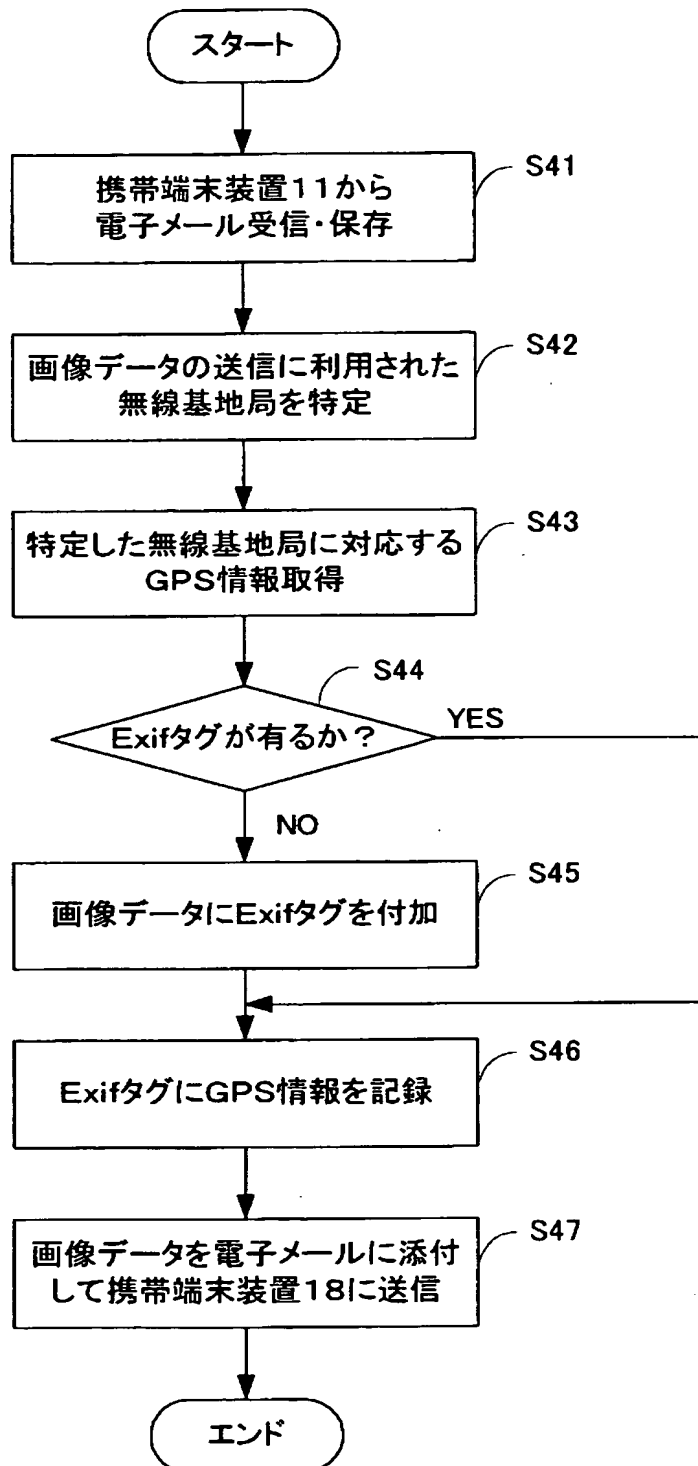 スタート
S41
携帯端末装置11から
電子メール受信・保存
S42
画像データの送信に利用された
無線基地局を特定
S43
特定した無線基地局に対応する
GPS情報取得
S44
Exifタグが有るか？
YES
NO
S45
画像データにExifタグを付加
S46
ExifタグにGPS情報を記録
S47
画像データを電子メールに添付
して携帯端末装置18に送信
エンド